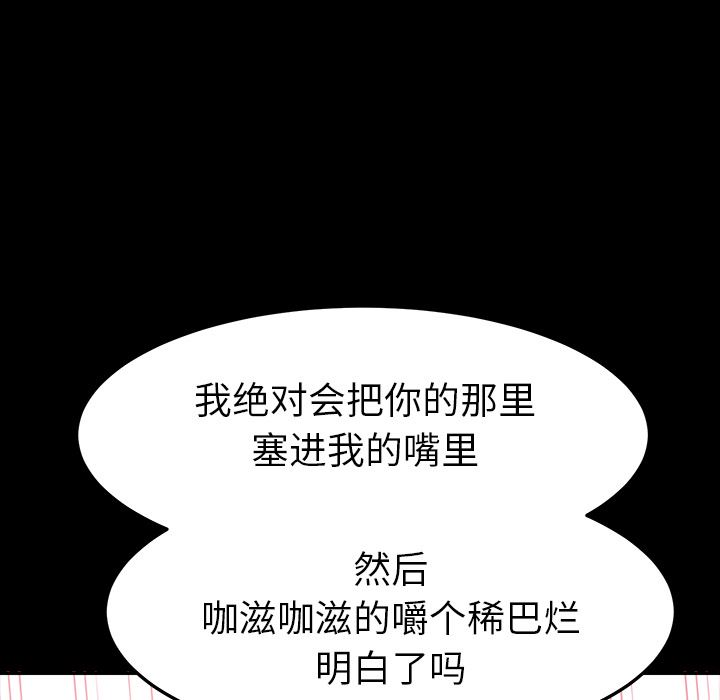 我绝对会把你的那里
塞进我的嘴里
然后
咖滋咖滋的嚼个稀巴烂
明白了吗